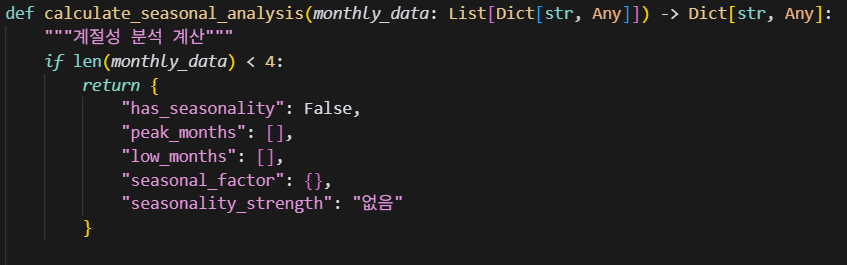 def calculate_seasonal_analysis(monthly_data: List[Dict[str, Any]]) -> Dict[str, Any]:
    """계절성 분석 계산"""
    if len(monthly_data) < 4:
        return {
            "has_seasonality": False,
            "peak_months": [],
            "low_months": [],
            "seasonal_factor": {},
            "seasonality_strength": "없음"
        }